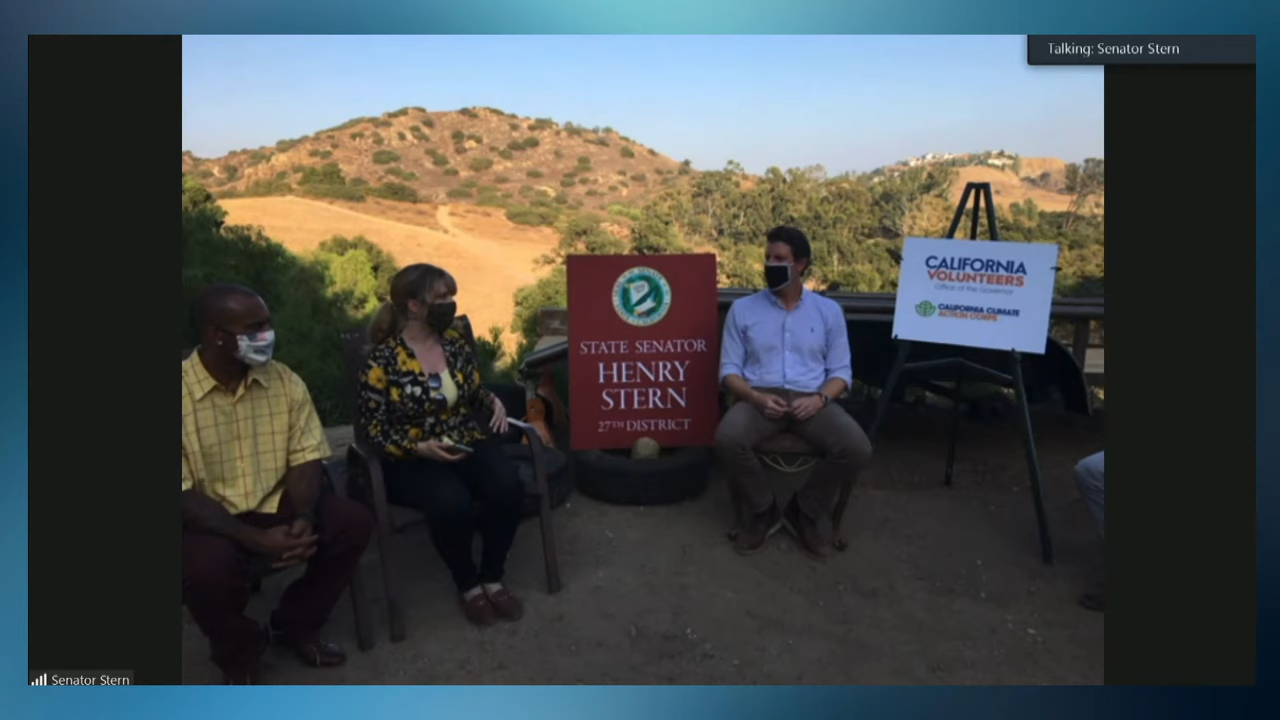 Talking: Senator Stern
STATE SENATOR
HENRY
STERN
27TH DISTRICT
CALIFORNIA
VOLUNTEERS
Office of the Governor
CALIFORNIA CLIMATE
ACTION CORPS
Senator Stern